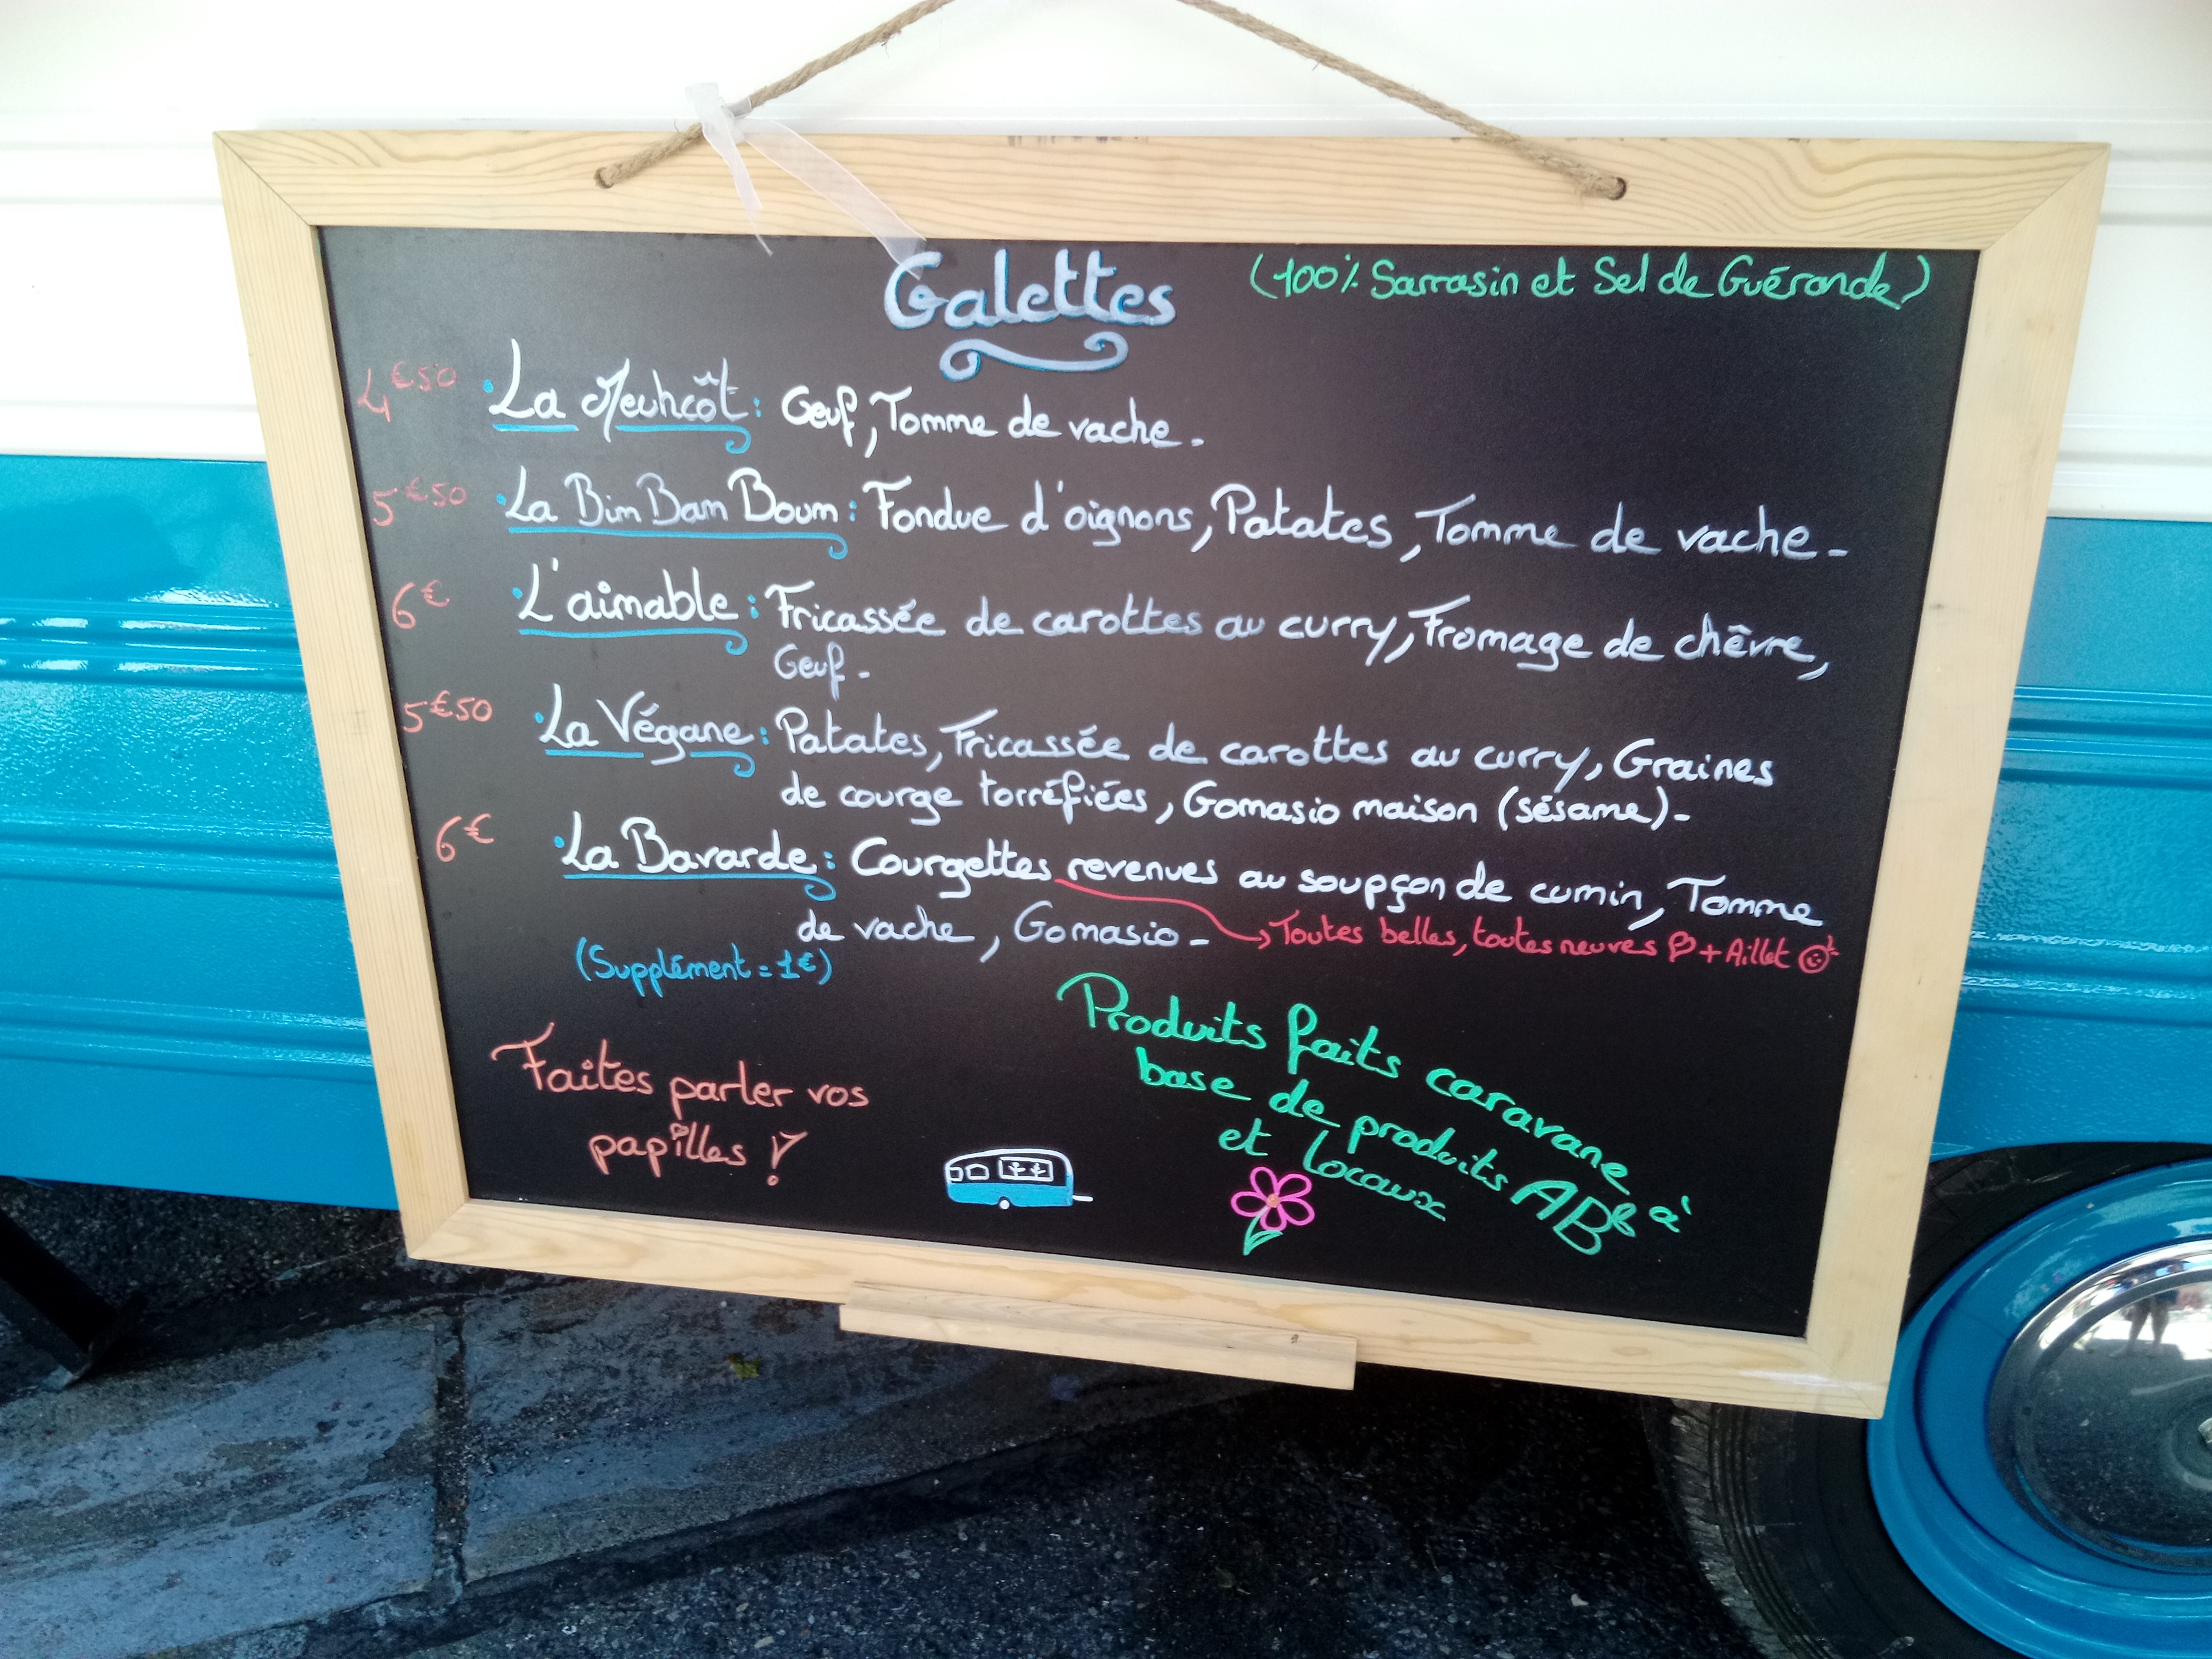 Galettes (100% Sarrasin et Sel de Guérande)
4€50 La Meuhcôt : Oeuf, Tomme de vache.
5€50 La Bim Bam Boum : Fondue d'oignons, Patates, Tomme de vache.
6€ L'aimable : Fricassée de carottes au curry, Fromage de chêvre,
Oeuf.
5€50 La Végane : Patates, Fricassée de carottes au curry, Graines
de courge torréfiées, Gomasio maison (sésame).
6€ La Bavarde : Courgettes revenues au soupçon de cumin, Tomme
de vache, Gomasio. Toutes belles, toutes neuves + Aillet
(Supplément = 1€)
Faites parler vos
papilles !
Produits faits caravane à
base de produits AB
et locaux